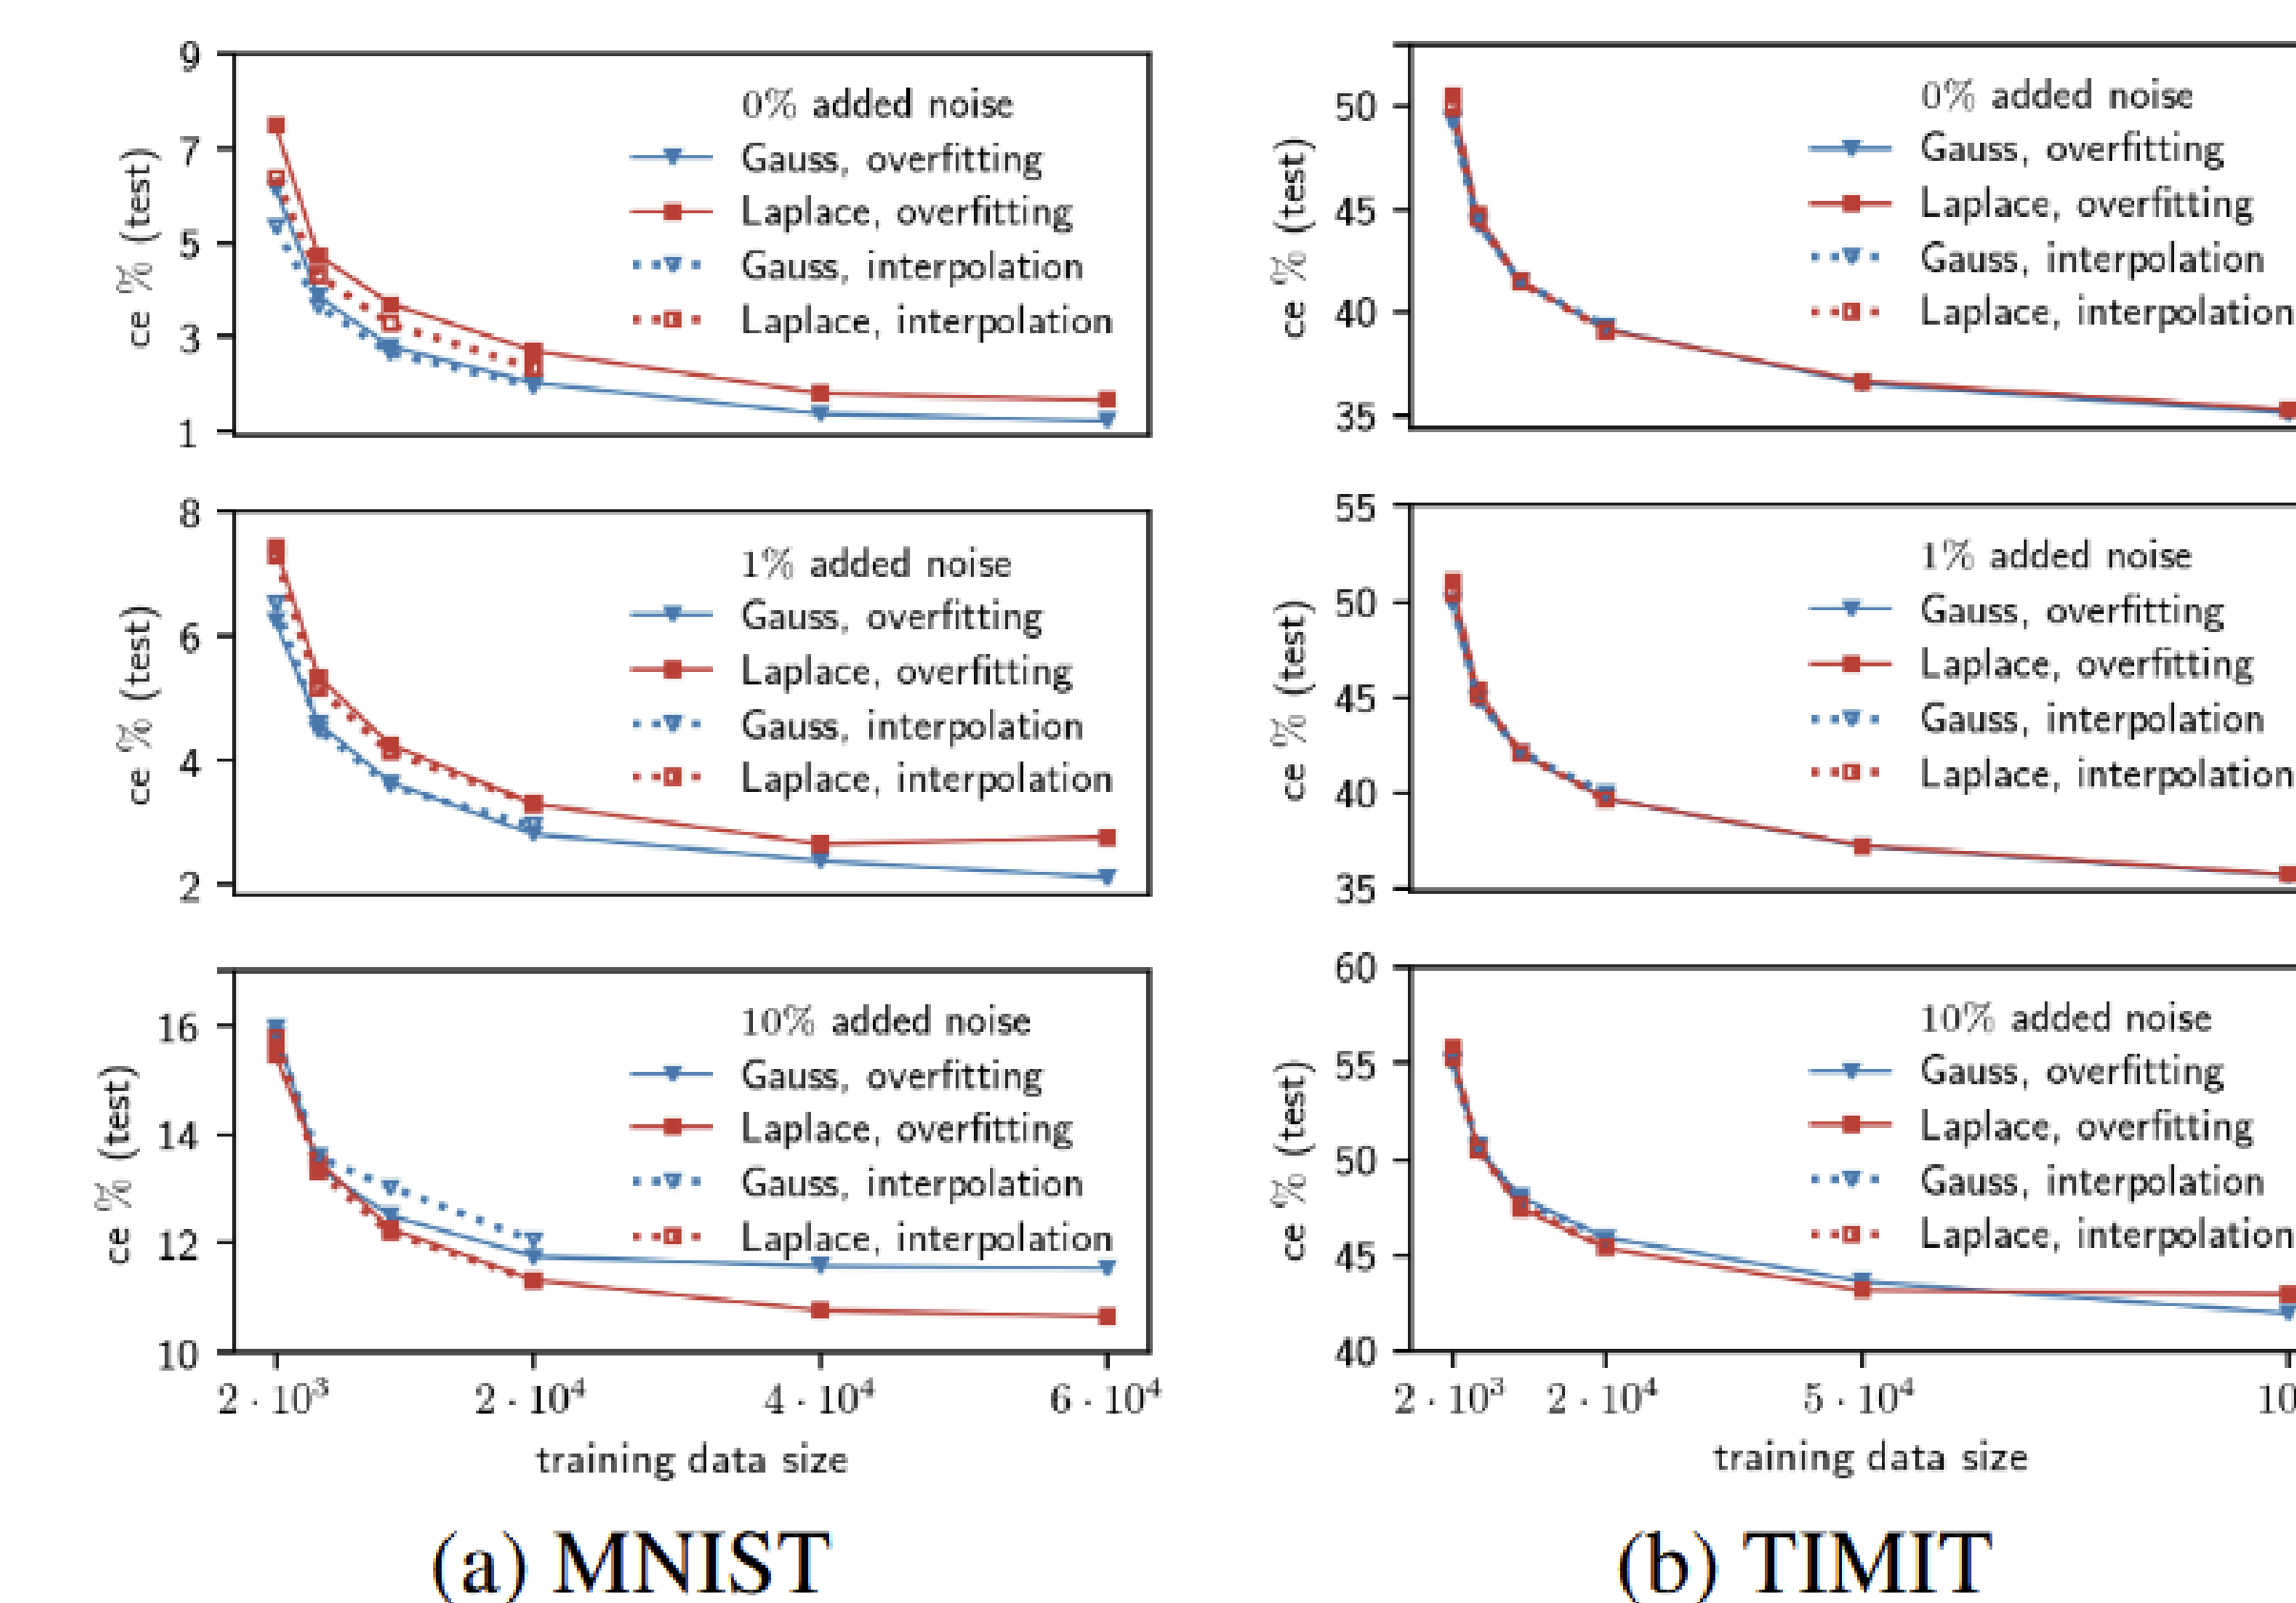 9
7
5
3
1
ce % (test)
0% added noise
Gauss, overfitting
Laplace, overfitting
Gauss, interpolation
Laplace, interpolation
50
45
40
35
ce % (test)
0% added noise
Gauss, overfitting
Laplace, overfitting
Gauss, interpolation
Laplace, interpolation
8
6
4
2
ce % (test)
1% added noise
Gauss, overfitting
Laplace, overfitting
Gauss, interpolation
Laplace, interpolation
55
50
45
40
35
ce % (test)
1% added noise
Gauss, overfitting
Laplace, overfitting
Gauss, interpolation
Laplace, interpolation
16
14
12
10
ce % (test)
10% added noise
Gauss, overfitting
Laplace, overfitting
Gauss, interpolation
Laplace, interpolation
2 · 10³ 2 · 10⁴ 4 · 10⁴ 6 · 10⁴
training data size
60
55
50
45
40
ce % (test)
10% added noise
Gauss, overfitting
Laplace, overfitting
Gauss, interpolation
Laplace, interpolation
2 · 10³ 2 · 10⁴ 5 · 10⁴ 10
training data size
(a) MNIST
(b) TIMIT